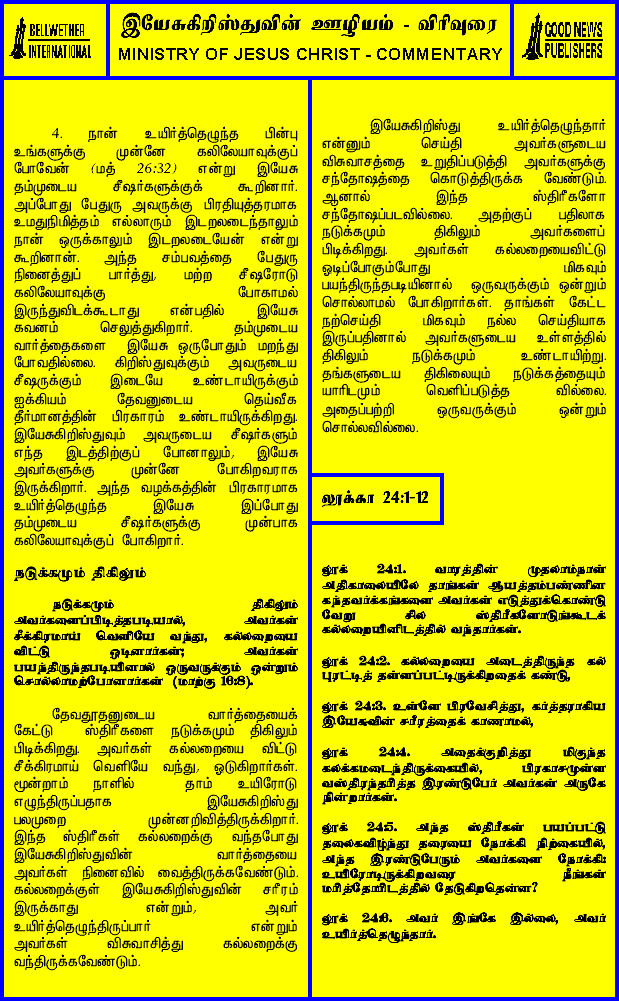 BELLWETHER
INTERNATIONAL
இயேசுகிறிஸ்துவின் ஊழியம் - விரிவுரை
MINISTRY OF JESUS CHRIST - COMMENTARY
GOOD NEWS
PUBLISHERS
4. நான் உயிர்த்தெழுந்த பின்பு
உங்களுக்கு முன்னே கலிலேயாவுக்குப்
போவேன் (மத் 26:32) என்று இயேசு
தம்முடைய சீஷர்களுக்குக் கூறினார்.
அப்போது பேதுரு அவருக்கு பிரதியுத்தரமாக
உமதுநிமித்தம் எல்லாரும் இடறலடைந்தாலும்
நான் ஒருக்காலும் இடறலடையேன் என்று
கூறினான். அந்த சம்பவத்தை பேதுரு
நினைத்துப் பார்த்து, மற்ற சீஷரோடு
கலிலேயாவுக்கு போகாமல்
இருந்துவிடக்கூடாது என்பதில் இயேசு
கவனம் செலுத்துகிறார். தம்முடைய
வார்த்தைகளை இயேசு ஒருபோதும் மறந்து
போவதில்லை. கிறிஸ்துவுக்கும் அவருடைய
சீஷருக்கும் இடையே உண்டாயிருக்கும்
ஐக்கியம் தேவனுடைய தெய்வீக
தீர்மானத்தின் பிரகாரம் உண்டாயிருக்கிறது.
இயேசுகிறிஸ்துவும் அவருடைய சீஷர்களும்
எந்த இடத்திற்குப் போனாலும், இயேசு
அவர்களுக்கு முன்னே போகிறவராக
இருக்கிறார். அந்த வழக்கத்தின் பிரகாரமாக
உயிர்த்தெழுந்த இயேசு இப்போது
தம்முடைய சீஷர்களுக்கு முன்பாக
கலிலேயாவுக்குப் போகிறார்.
நடுக்கமும் திகிலும்
நடுக்கமும் திகிலும்
அவர்களைப்பிடித்தபடியால், அவர்கள்
சீக்கிரமாய் வெளியே வந்து, கல்லறையை
விட்டு ஓடினார்கள்; அவர்கள்
பயந்திருந்தபடியினால் ஒருவருக்கும் ஒன்றும்
சொல்லாமற்போனார்கள் (மாற்கு 16:8).
தேவதூதனுடைய வார்த்தையைக்
கேட்டு ஸ்திரீகளை நடுக்கமும் திகிலும்
பிடிக்கிறது. அவர்கள் கல்லறையை விட்டு
சீக்கிரமாய் வெளியே வந்து, ஓடுகிறார்கள்.
மூன்றாம் நாளில் தாம் உயிரோடு
எழுந்திருப்பதாக இயேசுகிறிஸ்து
பலமுறை முன்னறிவித்திருக்கிறார்.
இந்த ஸ்திரீகள் கல்லறைக்கு வந்தபோது
இயேசுகிறிஸ்துவின் வார்த்தையை
அவர்கள் நினைவில் வைத்திருக்கவேண்டும்.
கல்லறைக்குள் இயேசுகிறிஸ்துவின் சரீரம்
இருக்காது என்றும், அவர்
உயிர்த்தெழுந்திருப்பார் என்றும்
அவர்கள் விசுவாசித்து கல்லறைக்கு
வந்திருக்கவேண்டும்.
இயேசுகிறிஸ்து உயிர்த்தெழுந்தார்
என்னும் செய்தி அவர்களுடைய
விசுவாசத்தை உறுதிப்படுத்தி அவர்களுக்கு
சந்தோஷத்தை கொடுத்திருக்க வேண்டும்.
ஆனால் இந்த ஸ்திரீகளோ
சந்தோஷப்படவில்லை. அதற்குப் பதிலாக
நடுக்கமும் திகிலும் அவர்களைப்
பிடிக்கிறது. அவர்கள் கல்லறையைவிட்டு
ஓடிப்போகும்போது மிகவும்
பயந்திருந்தபடியினால் ஒருவருக்கும் ஒன்றும்
சொல்லாமல் போகிறார்கள். தாங்கள் கேட்ட
நற்செய்தி மிகவும் நல்ல செய்தியாக
இருப்பதினால் அவர்களுடைய உள்ளத்தில்
திகிலும் நடுக்கமும் உண்டாயிற்று.
தங்களுடைய திகிலையும் நடுக்கத்தையும்
யாரிடமும் வெளிப்படுத்த வில்லை.
அதைப்பற்றி ஒருவருக்கும் ஒன்றும்
சொல்லவில்லை.
லூக்கா 24:1-12
லூக் 24:1. வாரத்தின் முதலாம்நாள்
அதிகாலையிலே தாங்கள் ஆயத்தம்பண்ணின
கந்தவர்க்கங்களை அவர்கள் எடுத்துக்கொண்டு
வேறு சில ஸ்திரீகளோடுங்கூடக்
கல்லறையினிடத்தில் வந்தார்கள்.
லூக் 24:2. கல்லறையை அடைத்திருந்த கல்
புரட்டித் தள்ளப்பட்டிருக்கிறதைக் கண்டு,
லூக் 24:3. உள்ளே பிரவேசித்து, கர்த்தராகிய
இயேசுவின் சரீரத்தைக் காணாமல்,
லூக் 24:4. அதைக்குறித்து மிகுந்த
கலக்கமடைந்திருக்கையில், பிரகாசமுள்ள
வஸ்திரந்தரித்த இரண்டுபேர் அவர்கள் அருகே
நின்றார்கள்.
லூக் 24:5. அந்த ஸ்திரீகள் பயப்பட்டு
தலைகவிழ்ந்து தரையை நோக்கி நிற்கையில்,
அந்த இரண்டுபேரும் அவர்களை நோக்கி:
உயிரோடிருக்கிறவரை நீங்கள்
மரித்தோரிடத்தில் தேடுகிறதென்ன?
லூக் 24:6. அவர் இங்கே இல்லை, அவர்
உயிர்த்தெழுந்தார்.